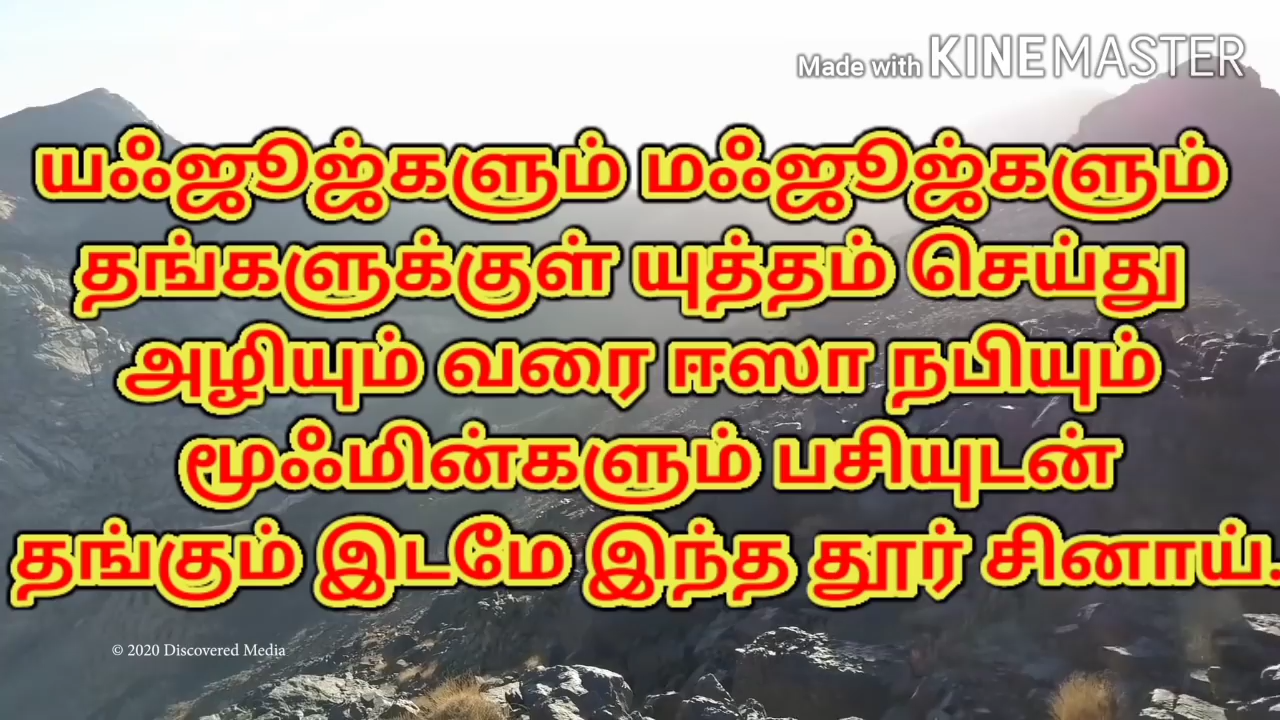 Made with KINEMASTER
யஃஜூஜ்களும் மஃஜூஜ்களும்
தங்களுக்குள் யுத்தம் செய்து
அழியும் வரை ஈஸா நபியும்
மூஃமின்களும் பசியுடன்
தங்கும் இடமே இந்த தூர் சினாய்.
© 2020 Discovered Media